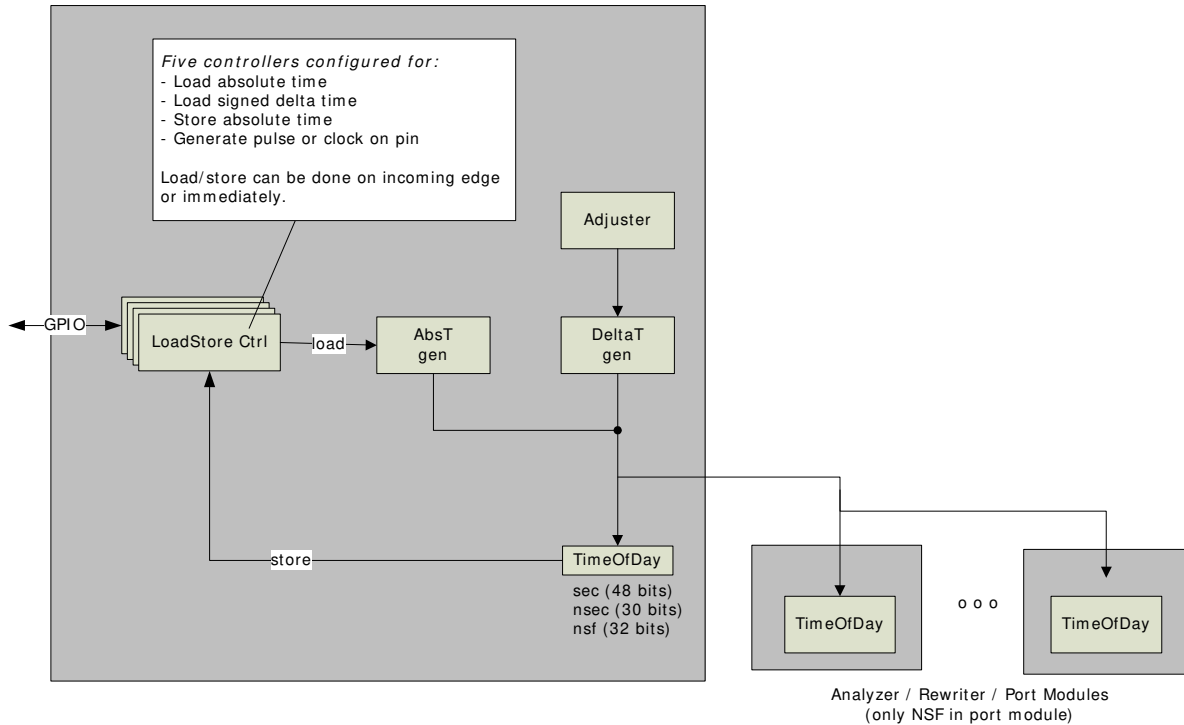 Five controllers configured for:
- Load absolute time
- Load signed delta time
- Store absolute time
- Generate pulse or clock on pin
Load/store can be done on incoming edge
or immediately.
Adjuster
GPIO
LoadStore Ctrl
load
AbsT
gen
DeltaT
gen
store
TimeOfDay
sec (48 bits)
nsec (30 bits)
nsf (32 bits)
TimeOfDay
o o o
TimeOfDay
Analyzer / Rewriter / Port Modules
(only NSF in port module)